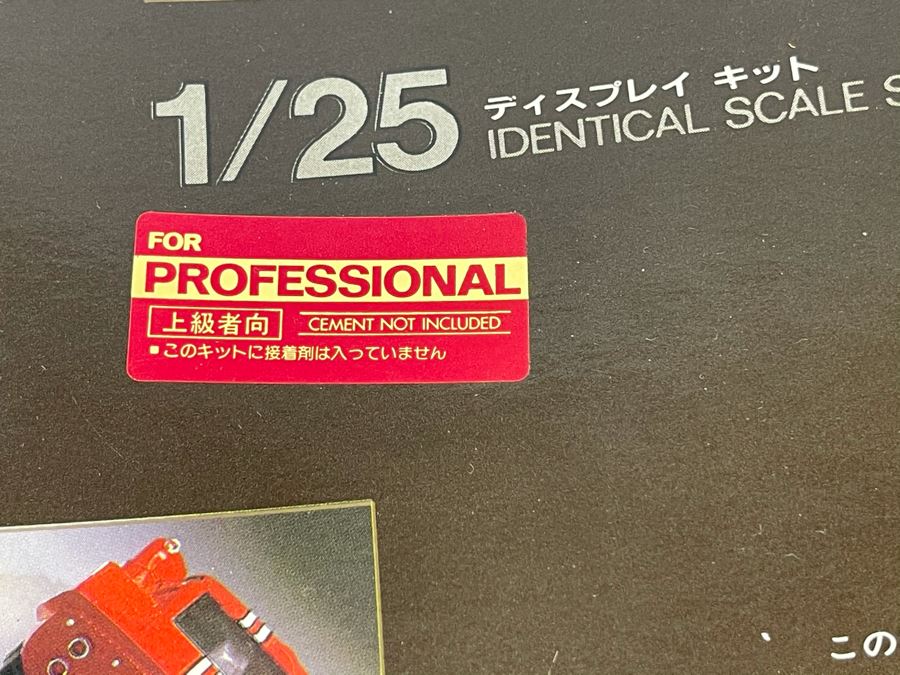 1/25
ディスプレイ キット
IDENTICAL SCALE S
FOR
PROFESSIONAL
上級者向
CEMENT NOT INCLUDED
■このキットに接着剤は入っていません
この